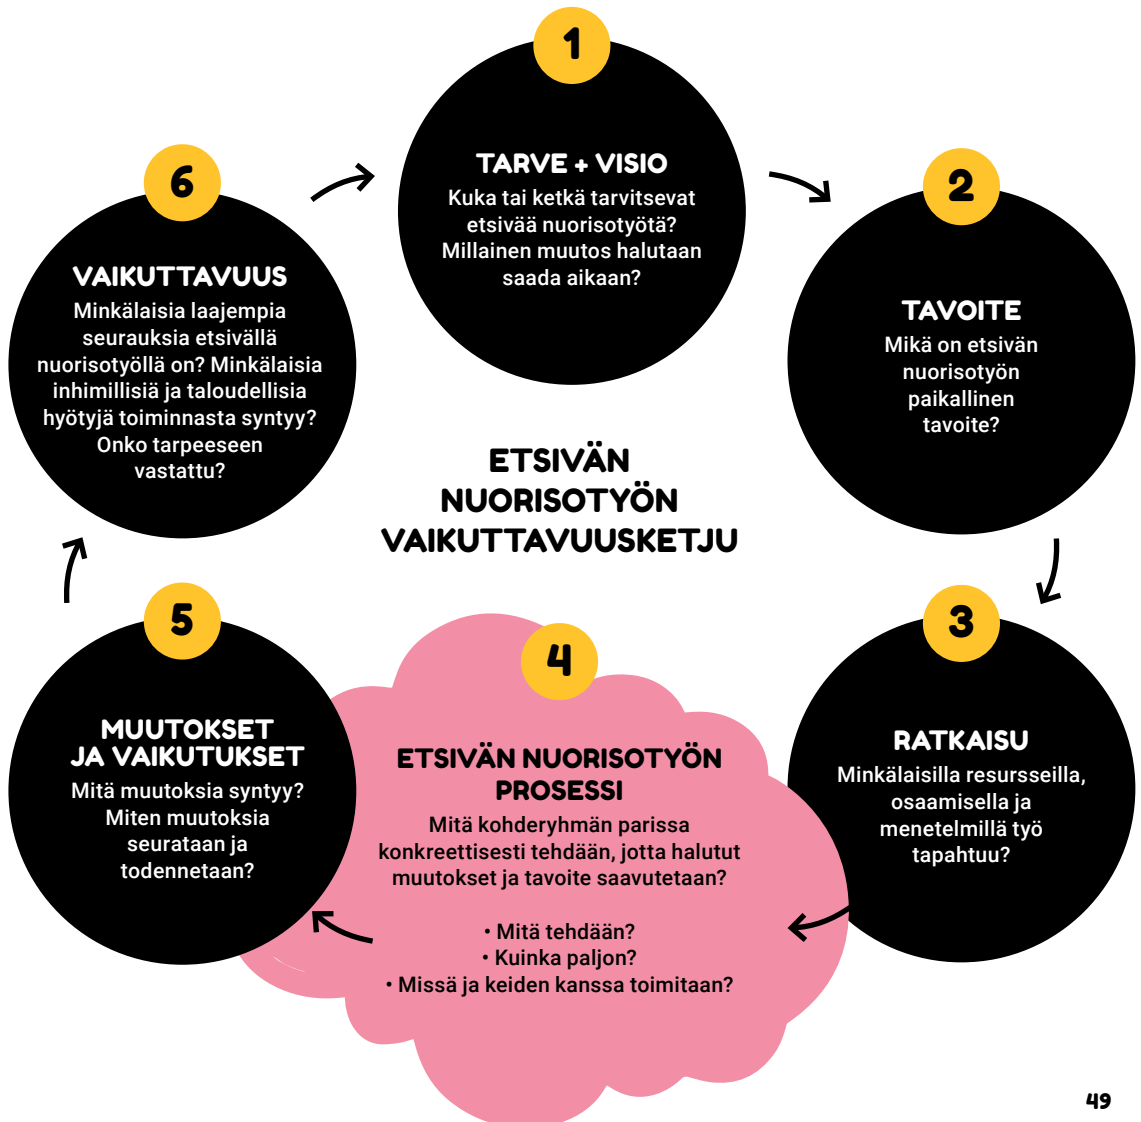 1
TARVE + VISIO
Kuka tai ketkä tarvitsevat
etsivää nuorisotyötä?
Millainen muutos halutaan
saada aikaan?
2
TAVOITE
Mikä on etsivän
nuorisotyön
paikallinen
tavoite?
3
RATKAISU
Minkälaisilla resursseilla,
osaamisella ja
menetelmillä työ
tapahtuu?
4
ETSIVÄN NUORISOTYÖN
PROSESSI
Mitä kohderyhmän parissa
konkreettisesti tehdään, jotta halutut
muutokset ja tavoite saavutetaan?
• Mitä tehdään?
• Kuinka paljon?
• Missä ja keiden kanssa toimitaan?
5
MUUTOKSET
JA VAIKUTUKSET
Mitä muutoksia syntyy?
Miten muutoksia
seurataan ja
todennetaan?
6
VAIKUTTAVUUS
Minkälaisia laajempia
seurauksia etsivällä
nuorisotyöllä on? Minkälaisia
inhimillisiä ja taloudellisia
hyötyjä toiminnasta syntyy?
Onko tarpeeseen
vastattu?
ETSIVÄN
NUORISOTYÖN
VAIKUTTAVUUSKETJU
49